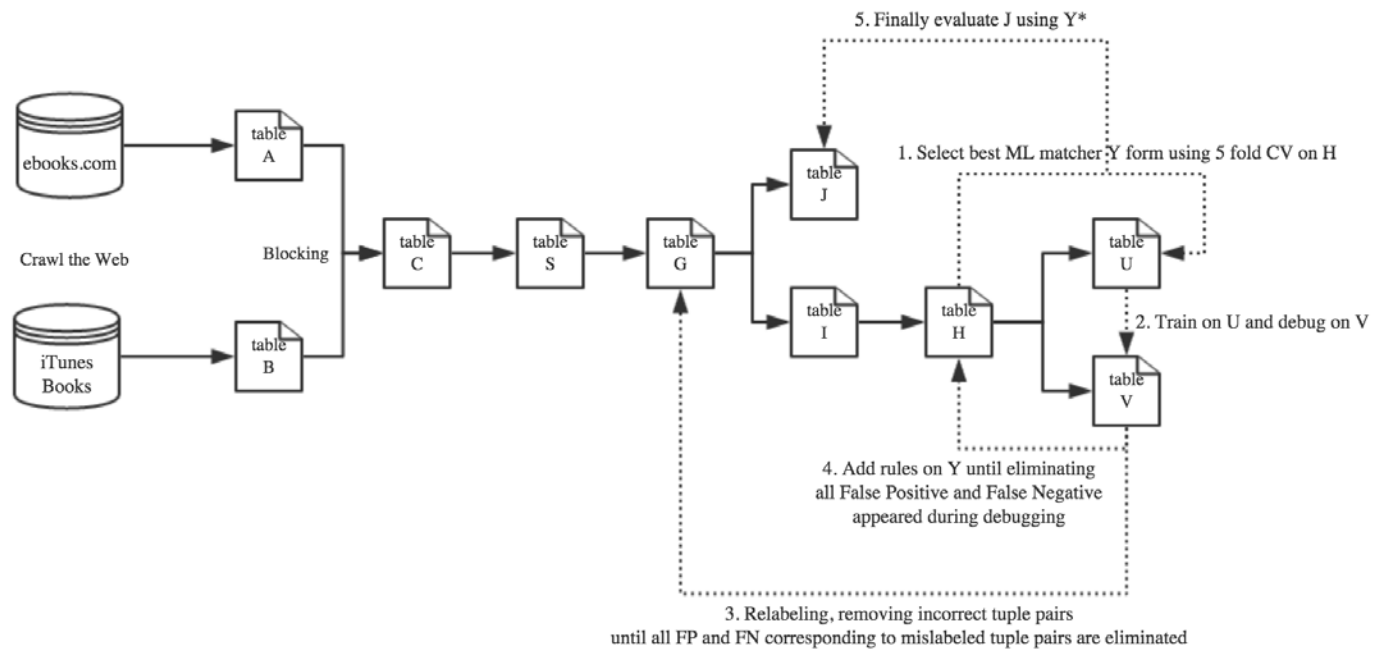 5. Finally evaluate J using Y*
ebooks.com
table
A
1. Select best ML matcher Y form using 5 fold CV on H
table
J
Crawl the Web
Blocking
table
C
table
S
table
G
table
U
iTunes
Books
table
B
table
I
table
H
2. Train on U and debug on V
table
V
4. Add rules on Y until eliminating
all False Positive and False Negative
appeared during debugging
3. Relabeling, removing incorrect tuple pairs
until all FP and FN corresponding to mislabeled tuple pairs are eliminated